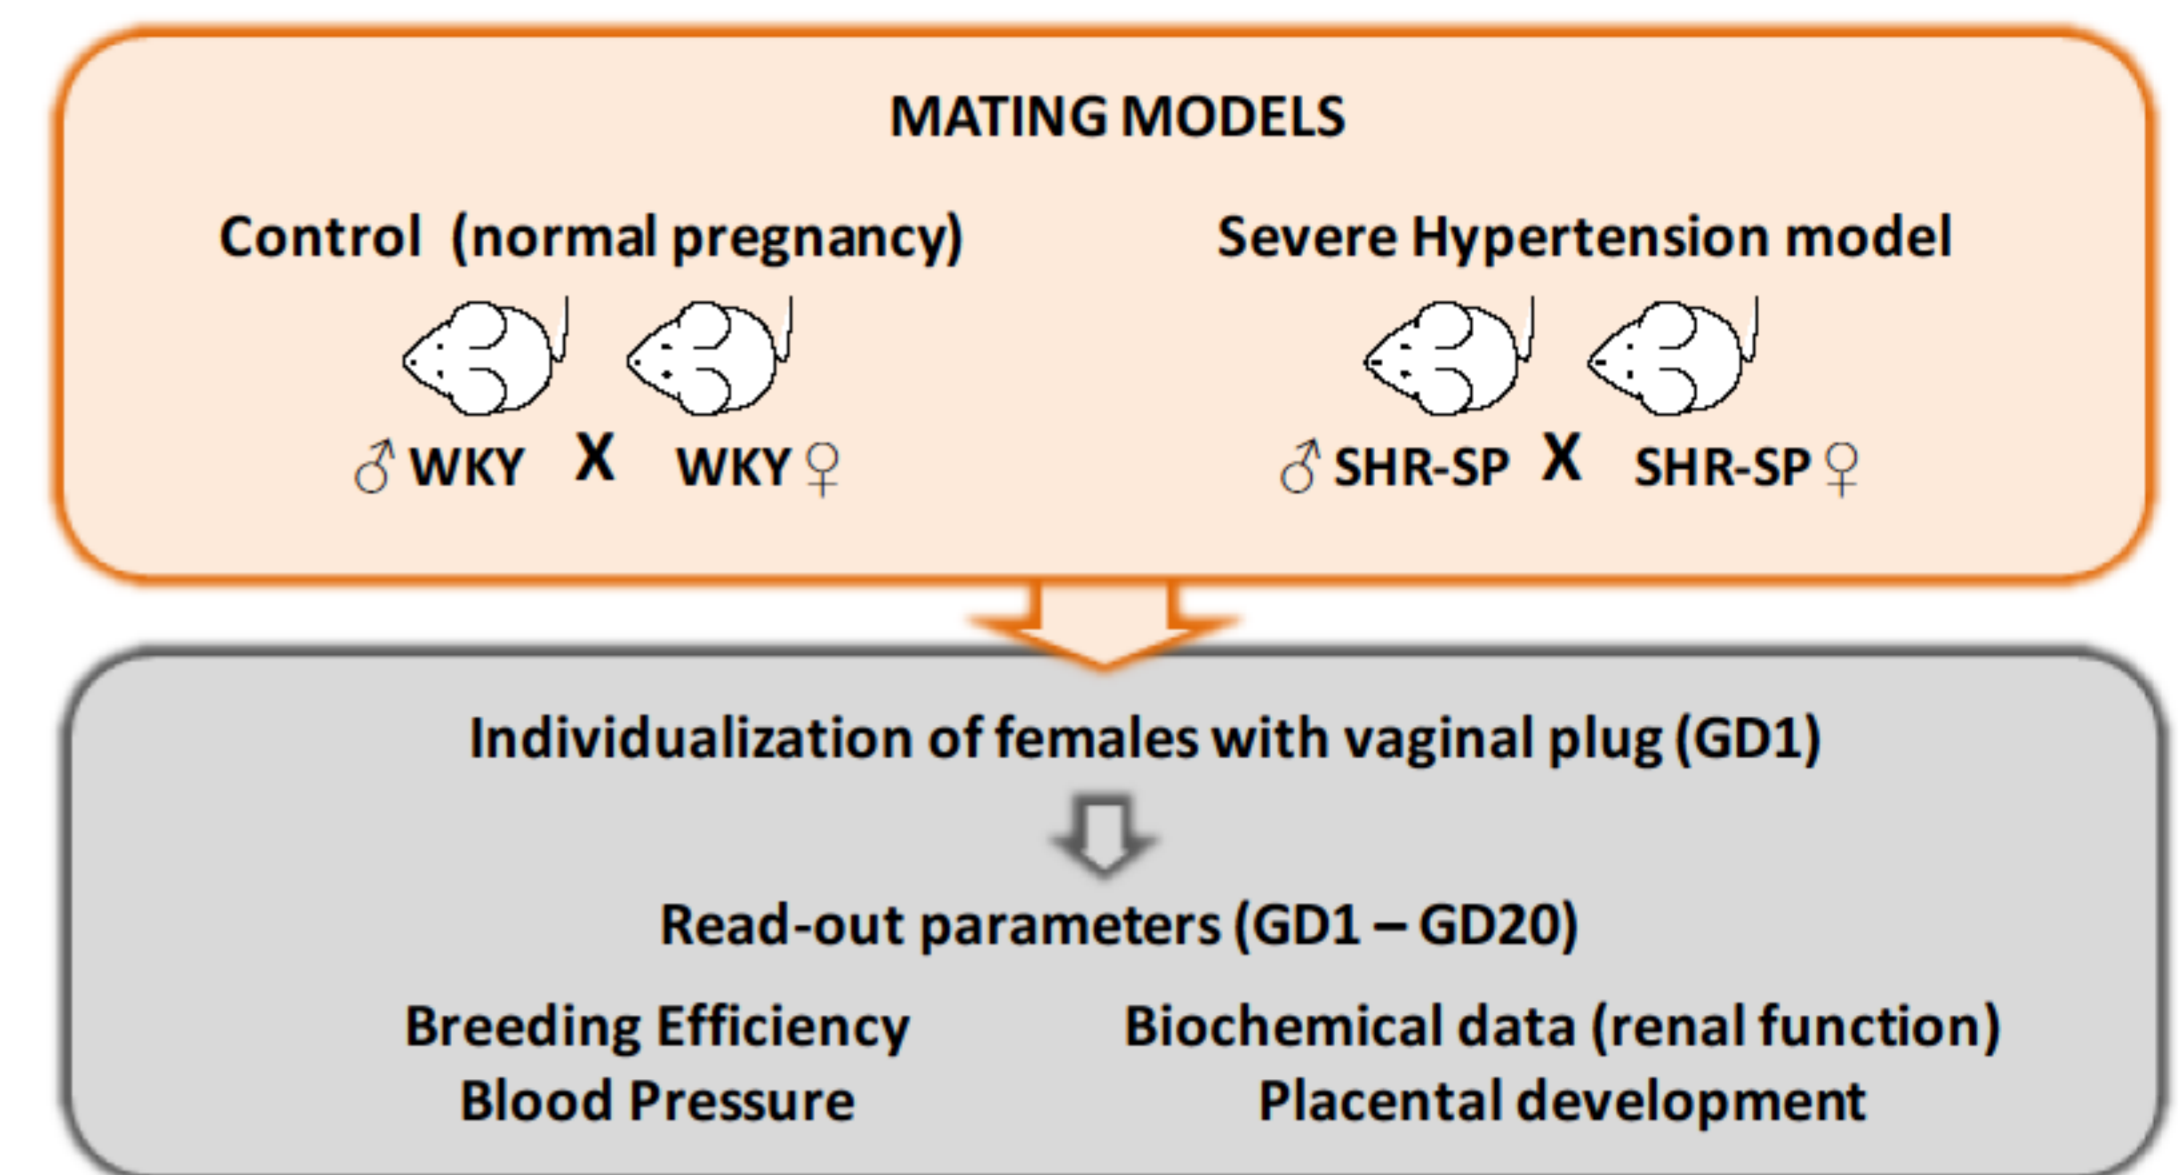 MATING MODELS
Control (normal pregnancy)
Severe Hypertension model
♂ WKY X WKY ♀
♂ SHR-SP X SHR-SP ♀
Individualization of females with vaginal plug (GD1)
Read-out parameters (GD1 – GD20)
Breeding Efficiency
Blood Pressure
Biochemical data (renal function)
Placental development